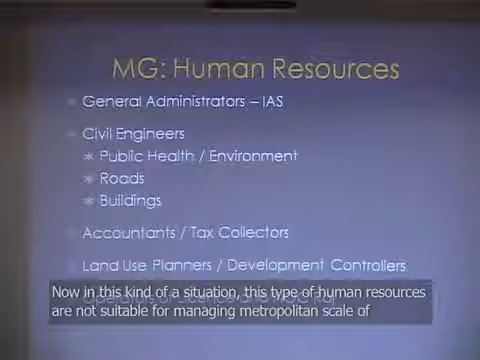 MG: Human Resources
General Administrators – IAS
Civil Engineers
Public Health / Environment
Roads
Buildings
Accountants / Tax Collectors
Land Use Planners / Development Controllers
Now in this kind of a situation, this type of human resources
are not suitable for managing metropolitan scale of